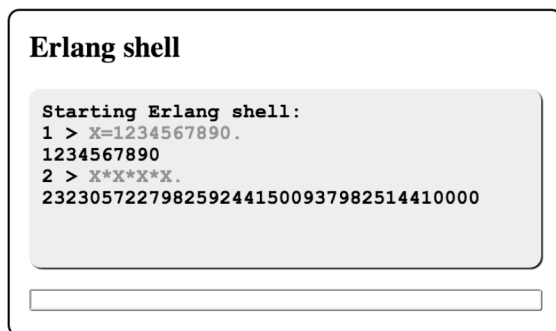 Erlang shell
Starting Erlang shell:
1 > X=1234567890.
1234567890
2 > X*X*X*X.
2323057227982592441500937982514410000